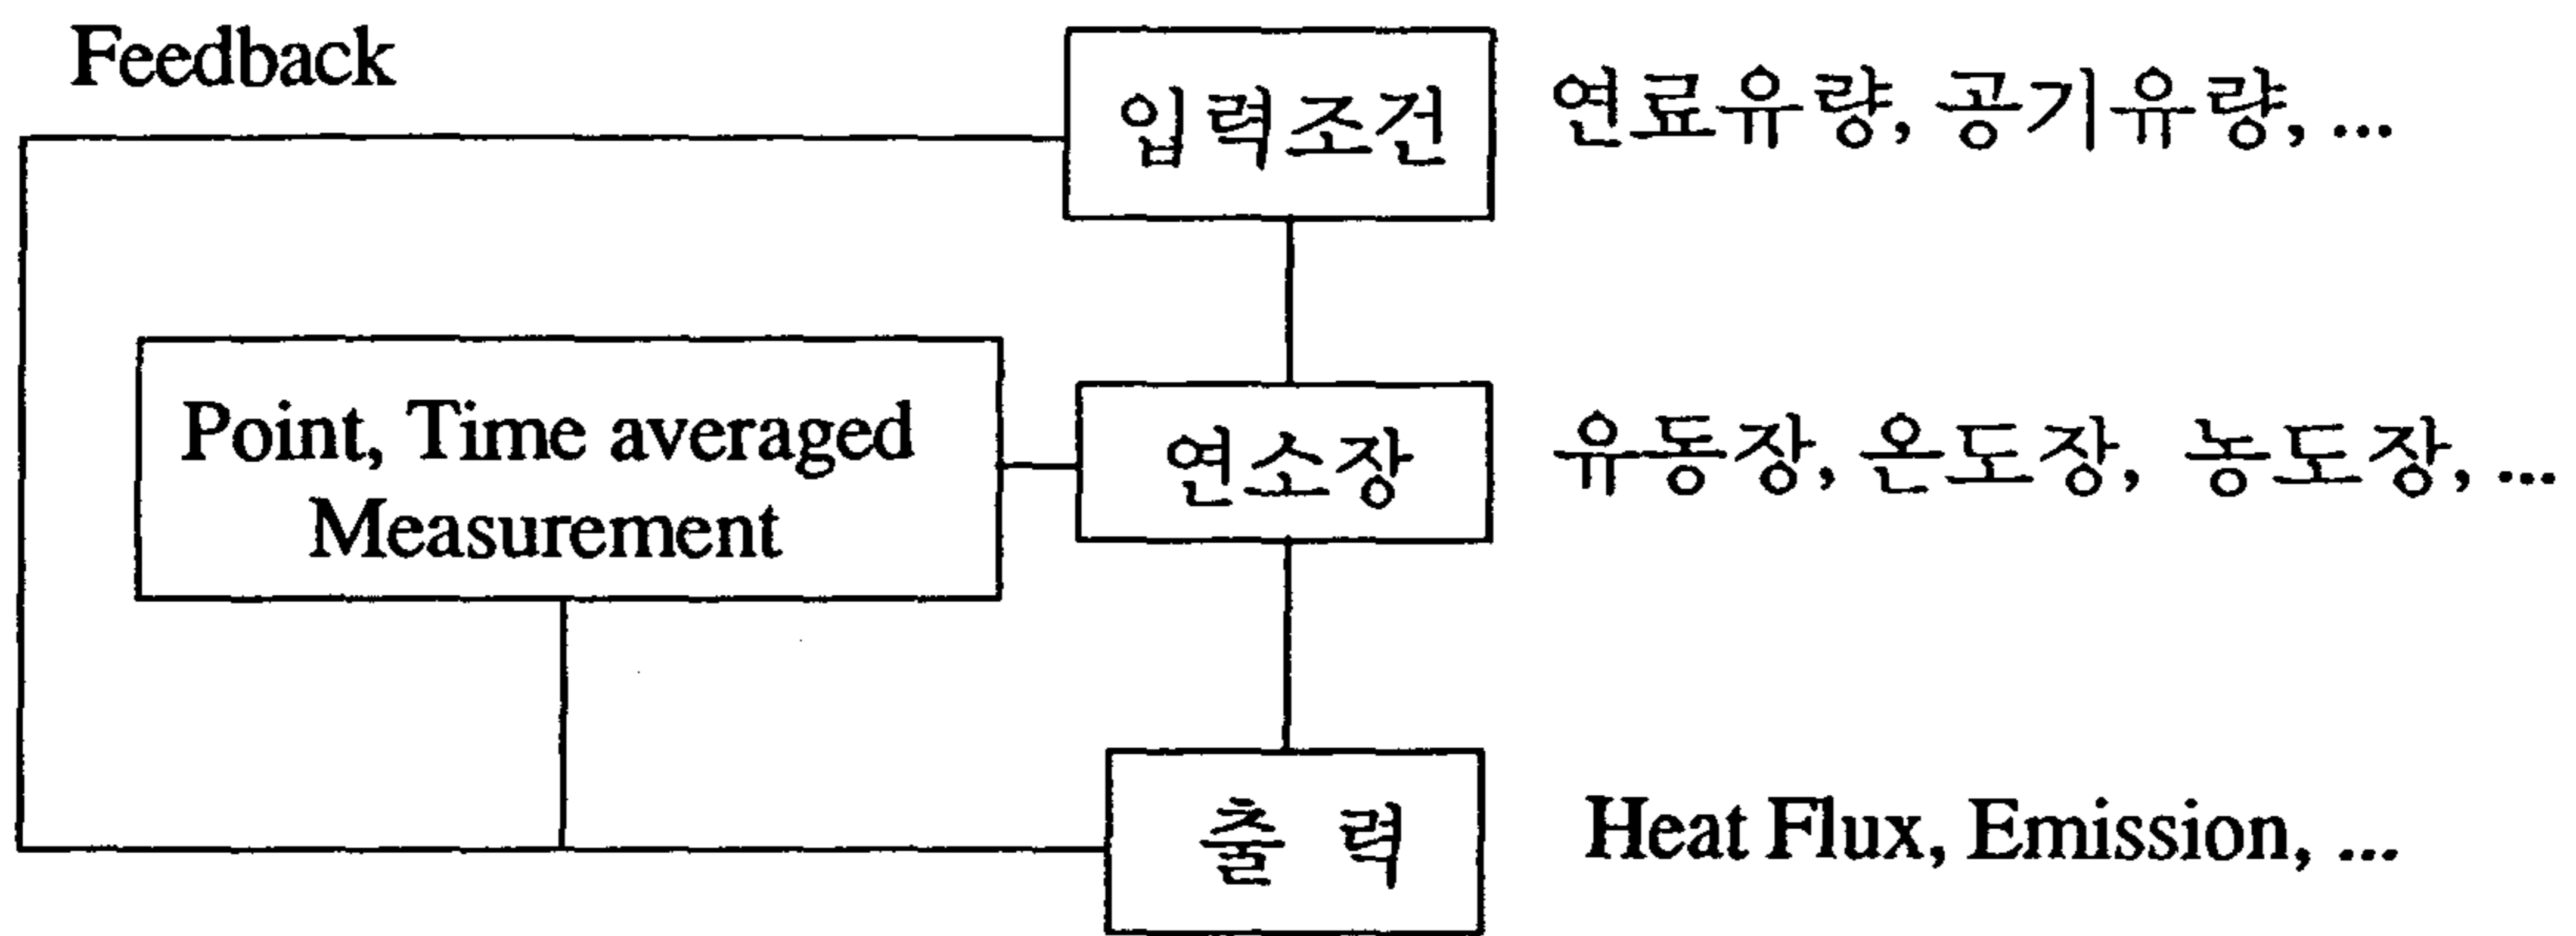 Feedback
입력조건
연료유량, 공기유량, ...
Point, Time averaged
Measurement
연소장
유동장, 온도장, 농도장, ...
출 력
Heat Flux, Emission, ...